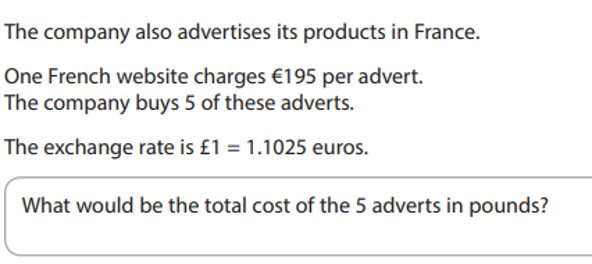 The company also advertises its products in France.
One French website charges €195 per advert.
The company buys 5 of these adverts.
The exchange rate is £1 = 1.1025 euros.
What would be the total cost of the 5 adverts in pounds?